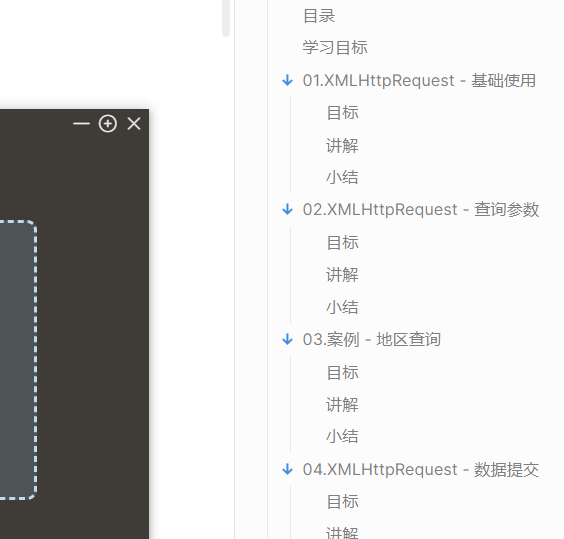 目录
学习目标
01.XMLHttpRequest - 基础使用
目标
讲解
小结
02.XMLHttpRequest - 查询参数
目标
讲解
小结
03.案例 - 地区查询
目标
讲解
小结
04.XMLHttpRequest - 数据提交
目标
讲解